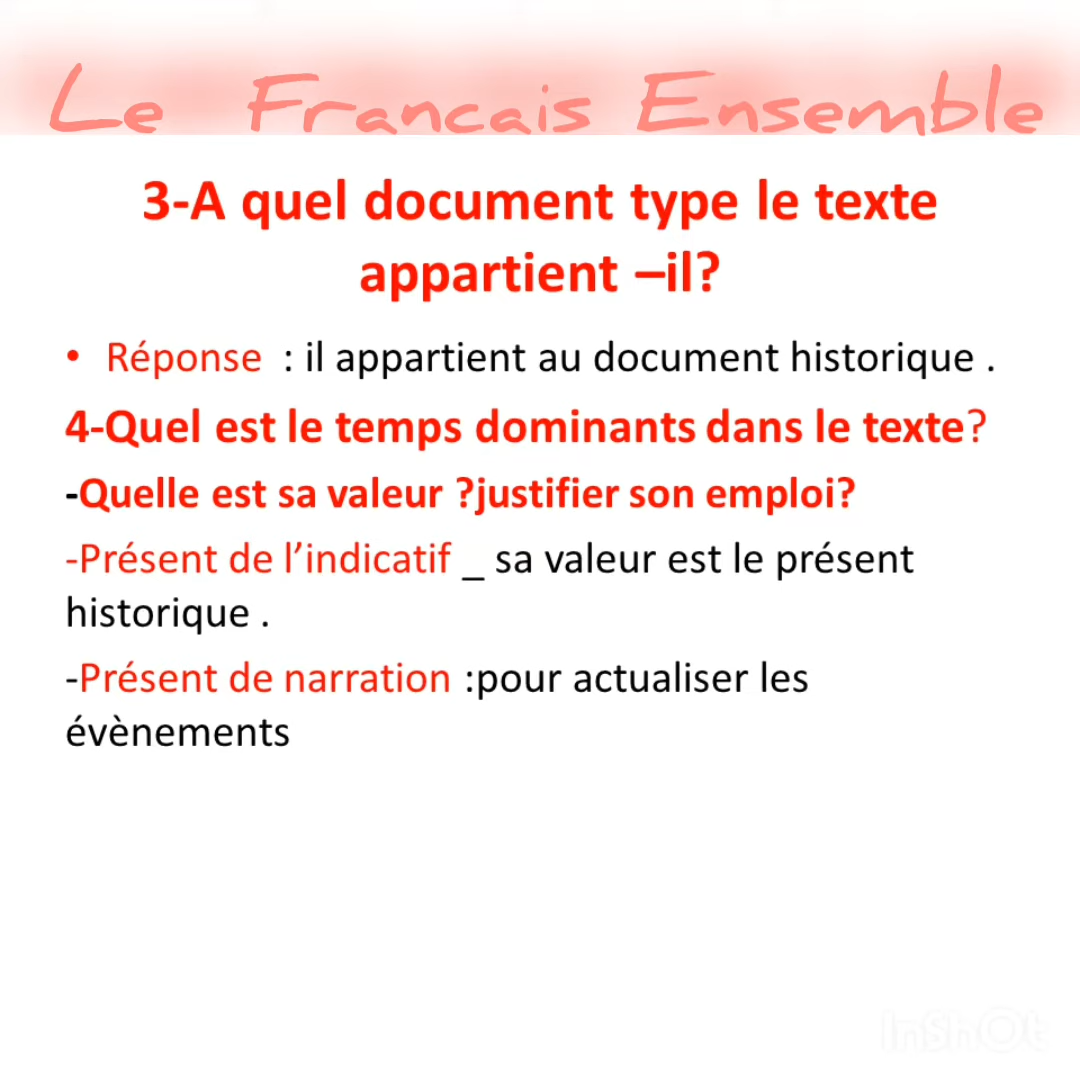 Le Francais Ensemble
3-A quel document type le texte
appartient –il?
• Réponse : il appartient au document historique .
4-Quel est le temps dominants dans le texte?
-Quelle est sa valeur ?justifier son emploi?
-Présent de l’indicatif _ sa valeur est le présent
historique .
-Présent de narration :pour actualiser les
évènements
InShOt